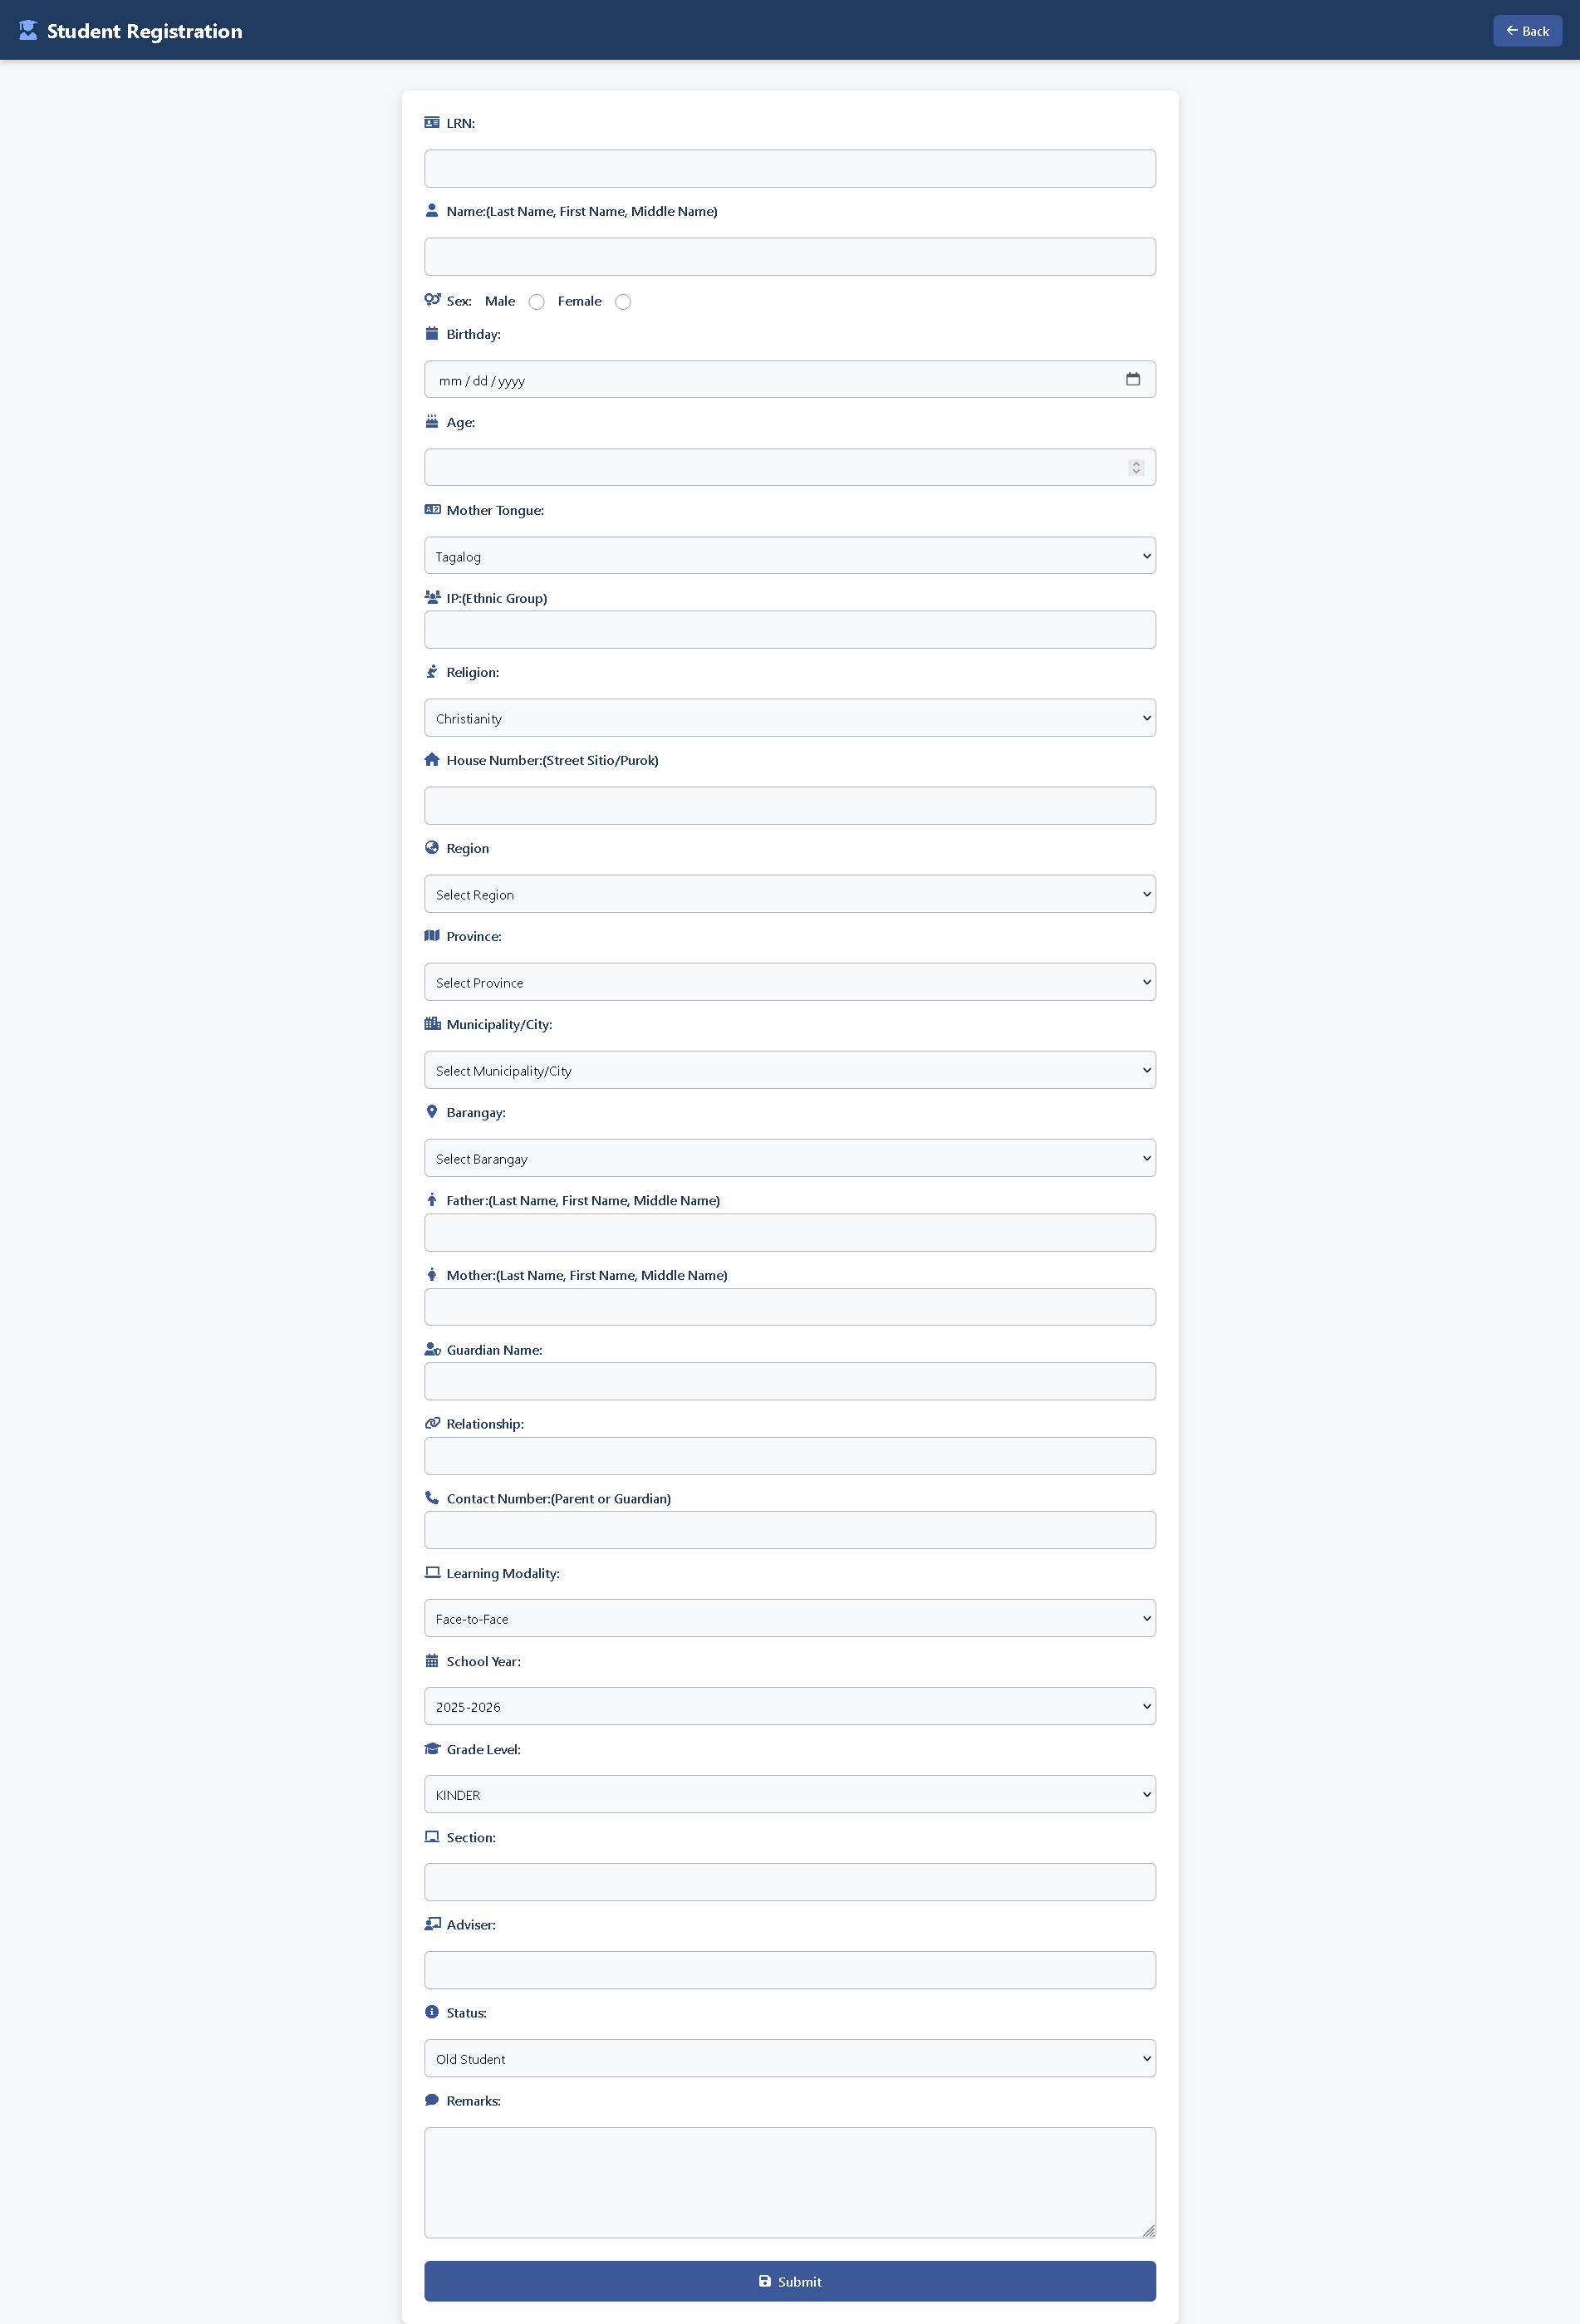 Student Registration
Back
LRN:
Name:(Last Name, First Name, Middle Name)
Sex: Male Female
Birthday:
mm / dd / yyyy
Age:
Mother Tongue:
Tagalog
IP:(Ethnic Group)
Religion:
Christianity
House Number:(Street Sitio/Purok)
Region
Select Region
Province:
Select Province
Municipality/City:
Select Municipality/City
Barangay:
Select Barangay
Father:(Last Name, First Name, Middle Name)
Mother:(Last Name, First Name, Middle Name)
Guardian Name:
Relationship:
Contact Number:(Parent or Guardian)
Learning Modality:
Face-to-Face
School Year:
2025-2026
Grade Level:
KINDER
Section:
Adviser:
Status:
Old Student
Remarks:
Submit